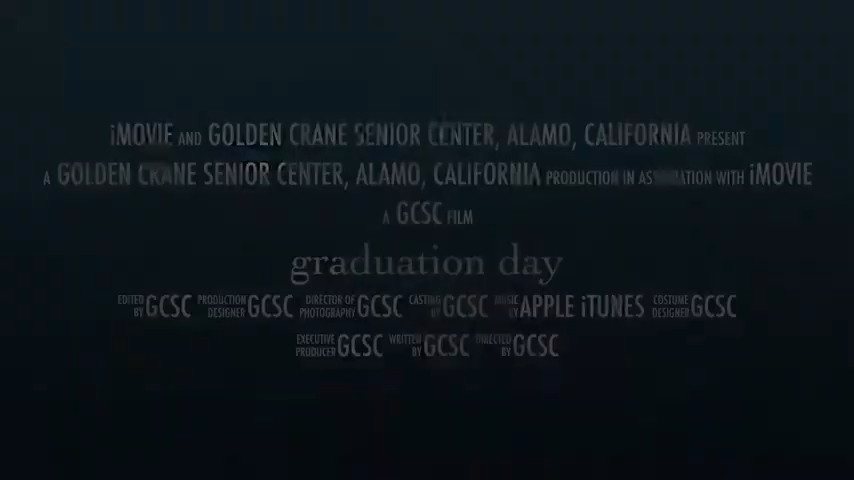 iMOVIE AND GOLDEN CRANE SENIOR CENTER, ALAMO, CALIFORNIA PRESENT
A GOLDEN CRANE SENIOR CENTER, ALAMO, CALIFORNIA PRODUCTION IN ASSOCIATION WITH iMOVIE
A GCSC FILM
graduation day
EDITED BY GCSC PRODUCTION DESIGNER GCSC DIRECTOR OF PHOTOGRAPHY GCSC CASTING BY GCSC MUSIC BY APPLE iTUNES COSTUME DESIGNER GCSC
EXECUTIVE PRODUCER GCSC WRITTEN BY GCSC DIRECTED BY GCSC